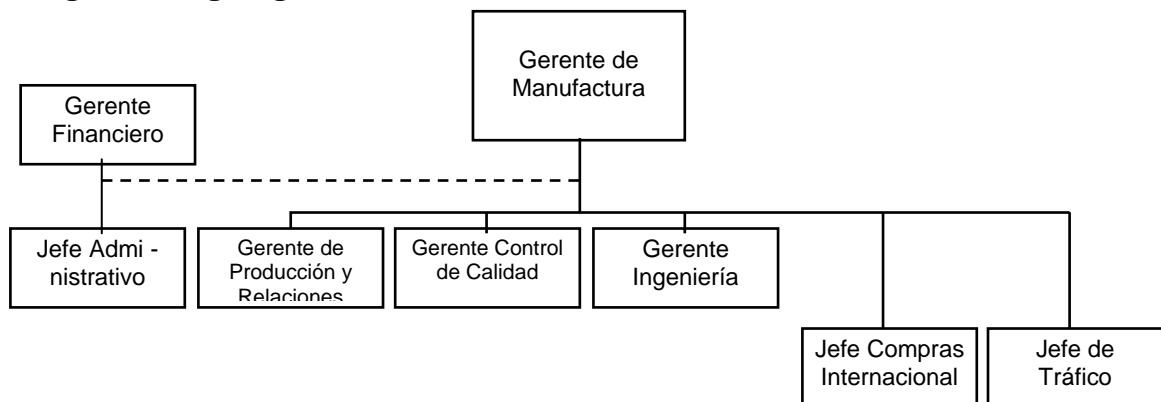 Gerente de
Manufactura
Gerente
Financiero
Jefe Admi -
nistrativo
Gerente de
Producción y
Relaciones
Gerente Control
de Calidad
Gerente
Ingeniería
Jefe Compras
Internacional
Jefe de
Tráfico